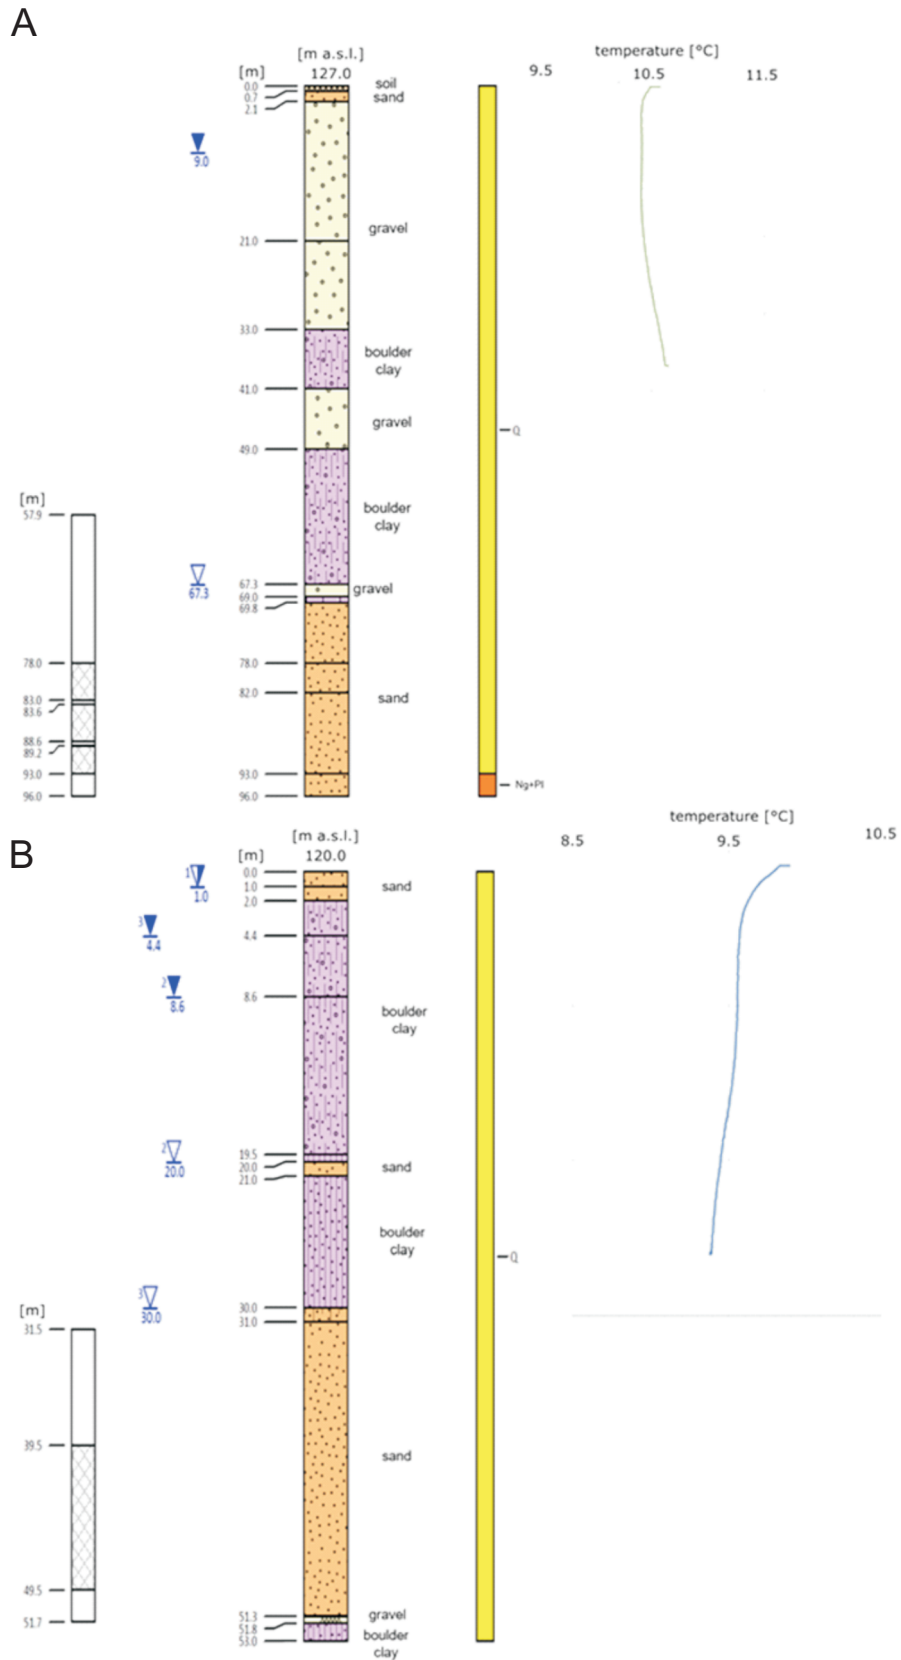 A
[m a.s.l.]
temperature [°C]
[m]
127.0
9.5
10.5
11.5
0.0
soil
0.7
sand
2.1
9.0
gravel
21.0
33.0
boulder
clay
41.0
gravel
Q
49.0
[m]
57.9
boulder
clay
67.3
67.3
gravel
69.0
69.8
78.0
78.0
83.0
82.0
sand
83.6
88.6
89.2
93.0
93.0
96.0
96.0
Ng+Pl
temperature [°C]
B
[m a.s.l.]
8.5
9.5
10.5
[m]
120.0
0.0
1
1.0
1.0
sand
2.0
3
4.4
4.4
2
8.6
8.6
boulder
clay
2
20.0
19.5
20.0
sand
21.0
boulder
clay
Q
3
30.0
30.0
[m]
31.5
31.0
39.5
sand
49.5
51.7
51.3
gravel
51.8
boulder
53.0
clay